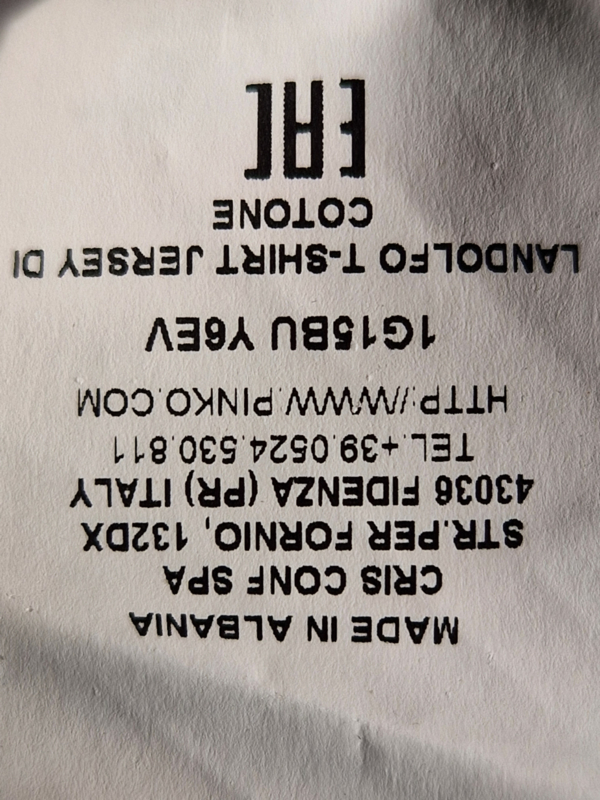 MADE IN ALBANIA
CRIS CONF SPA
STR.PER FORNIO, 132DX
43036 FIDENZA (PR) ITALY
TEL.+39.0524.530.811
HTTP://WWW.PINKO.COM
1G15BU Y6EV
LANDOLFO T-SHIRT JERSEY DI
COTONE
EAC